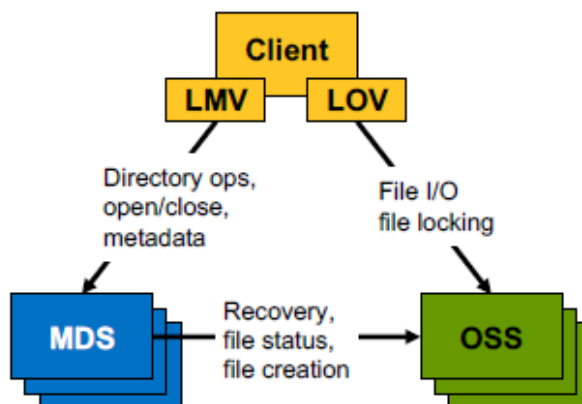 Client
LMV
LOV
Directory ops,
open/close,
metadata
File I/O
file locking
MDS
Recovery,
file status,
file creation
OSS